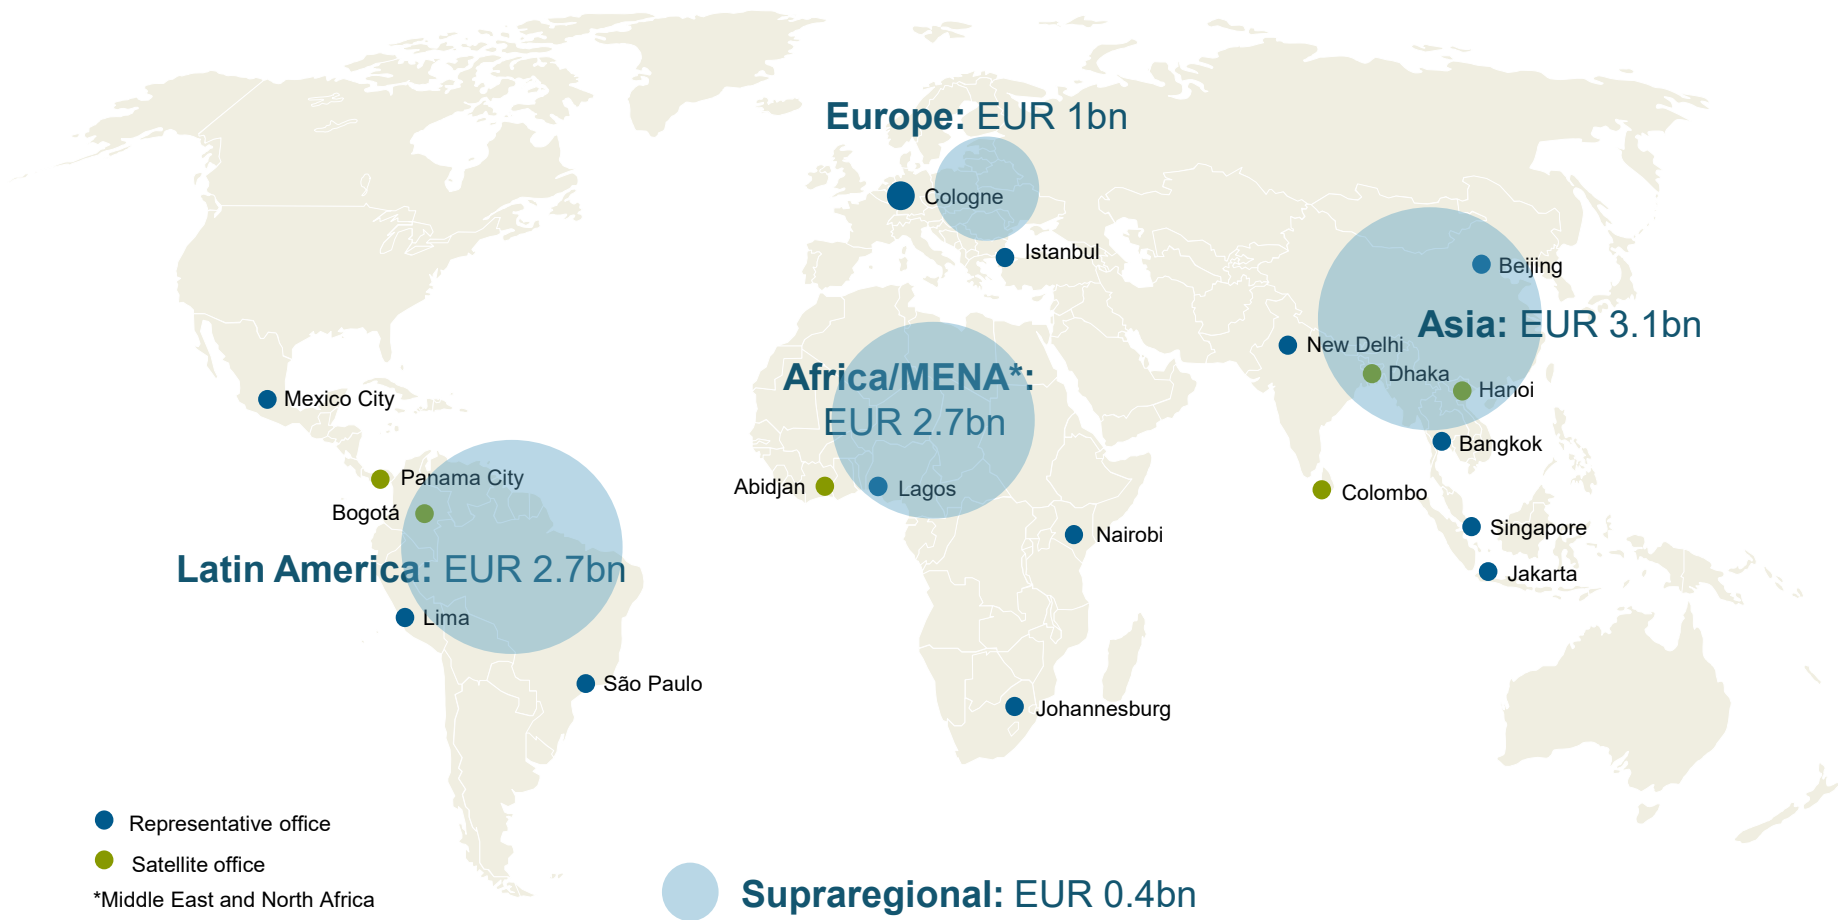 Europe: EUR 1bn
Cologne
Istanbul
Beijing
Asia: EUR 3.1bn
New Delhi
Dhaka
Hanoi
Bangkok
Colombo
Singapore
Jakarta
Africa/MENA*:
EUR 2.7bn
Abidjan
Lagos
Nairobi
Johannesburg
Mexico City
Panama City
Bogotá
Latin America: EUR 2.7bn
Lima
São Paulo
Representative office
Satellite office
*Middle East and North Africa
Supraregional: EUR 0.4bn